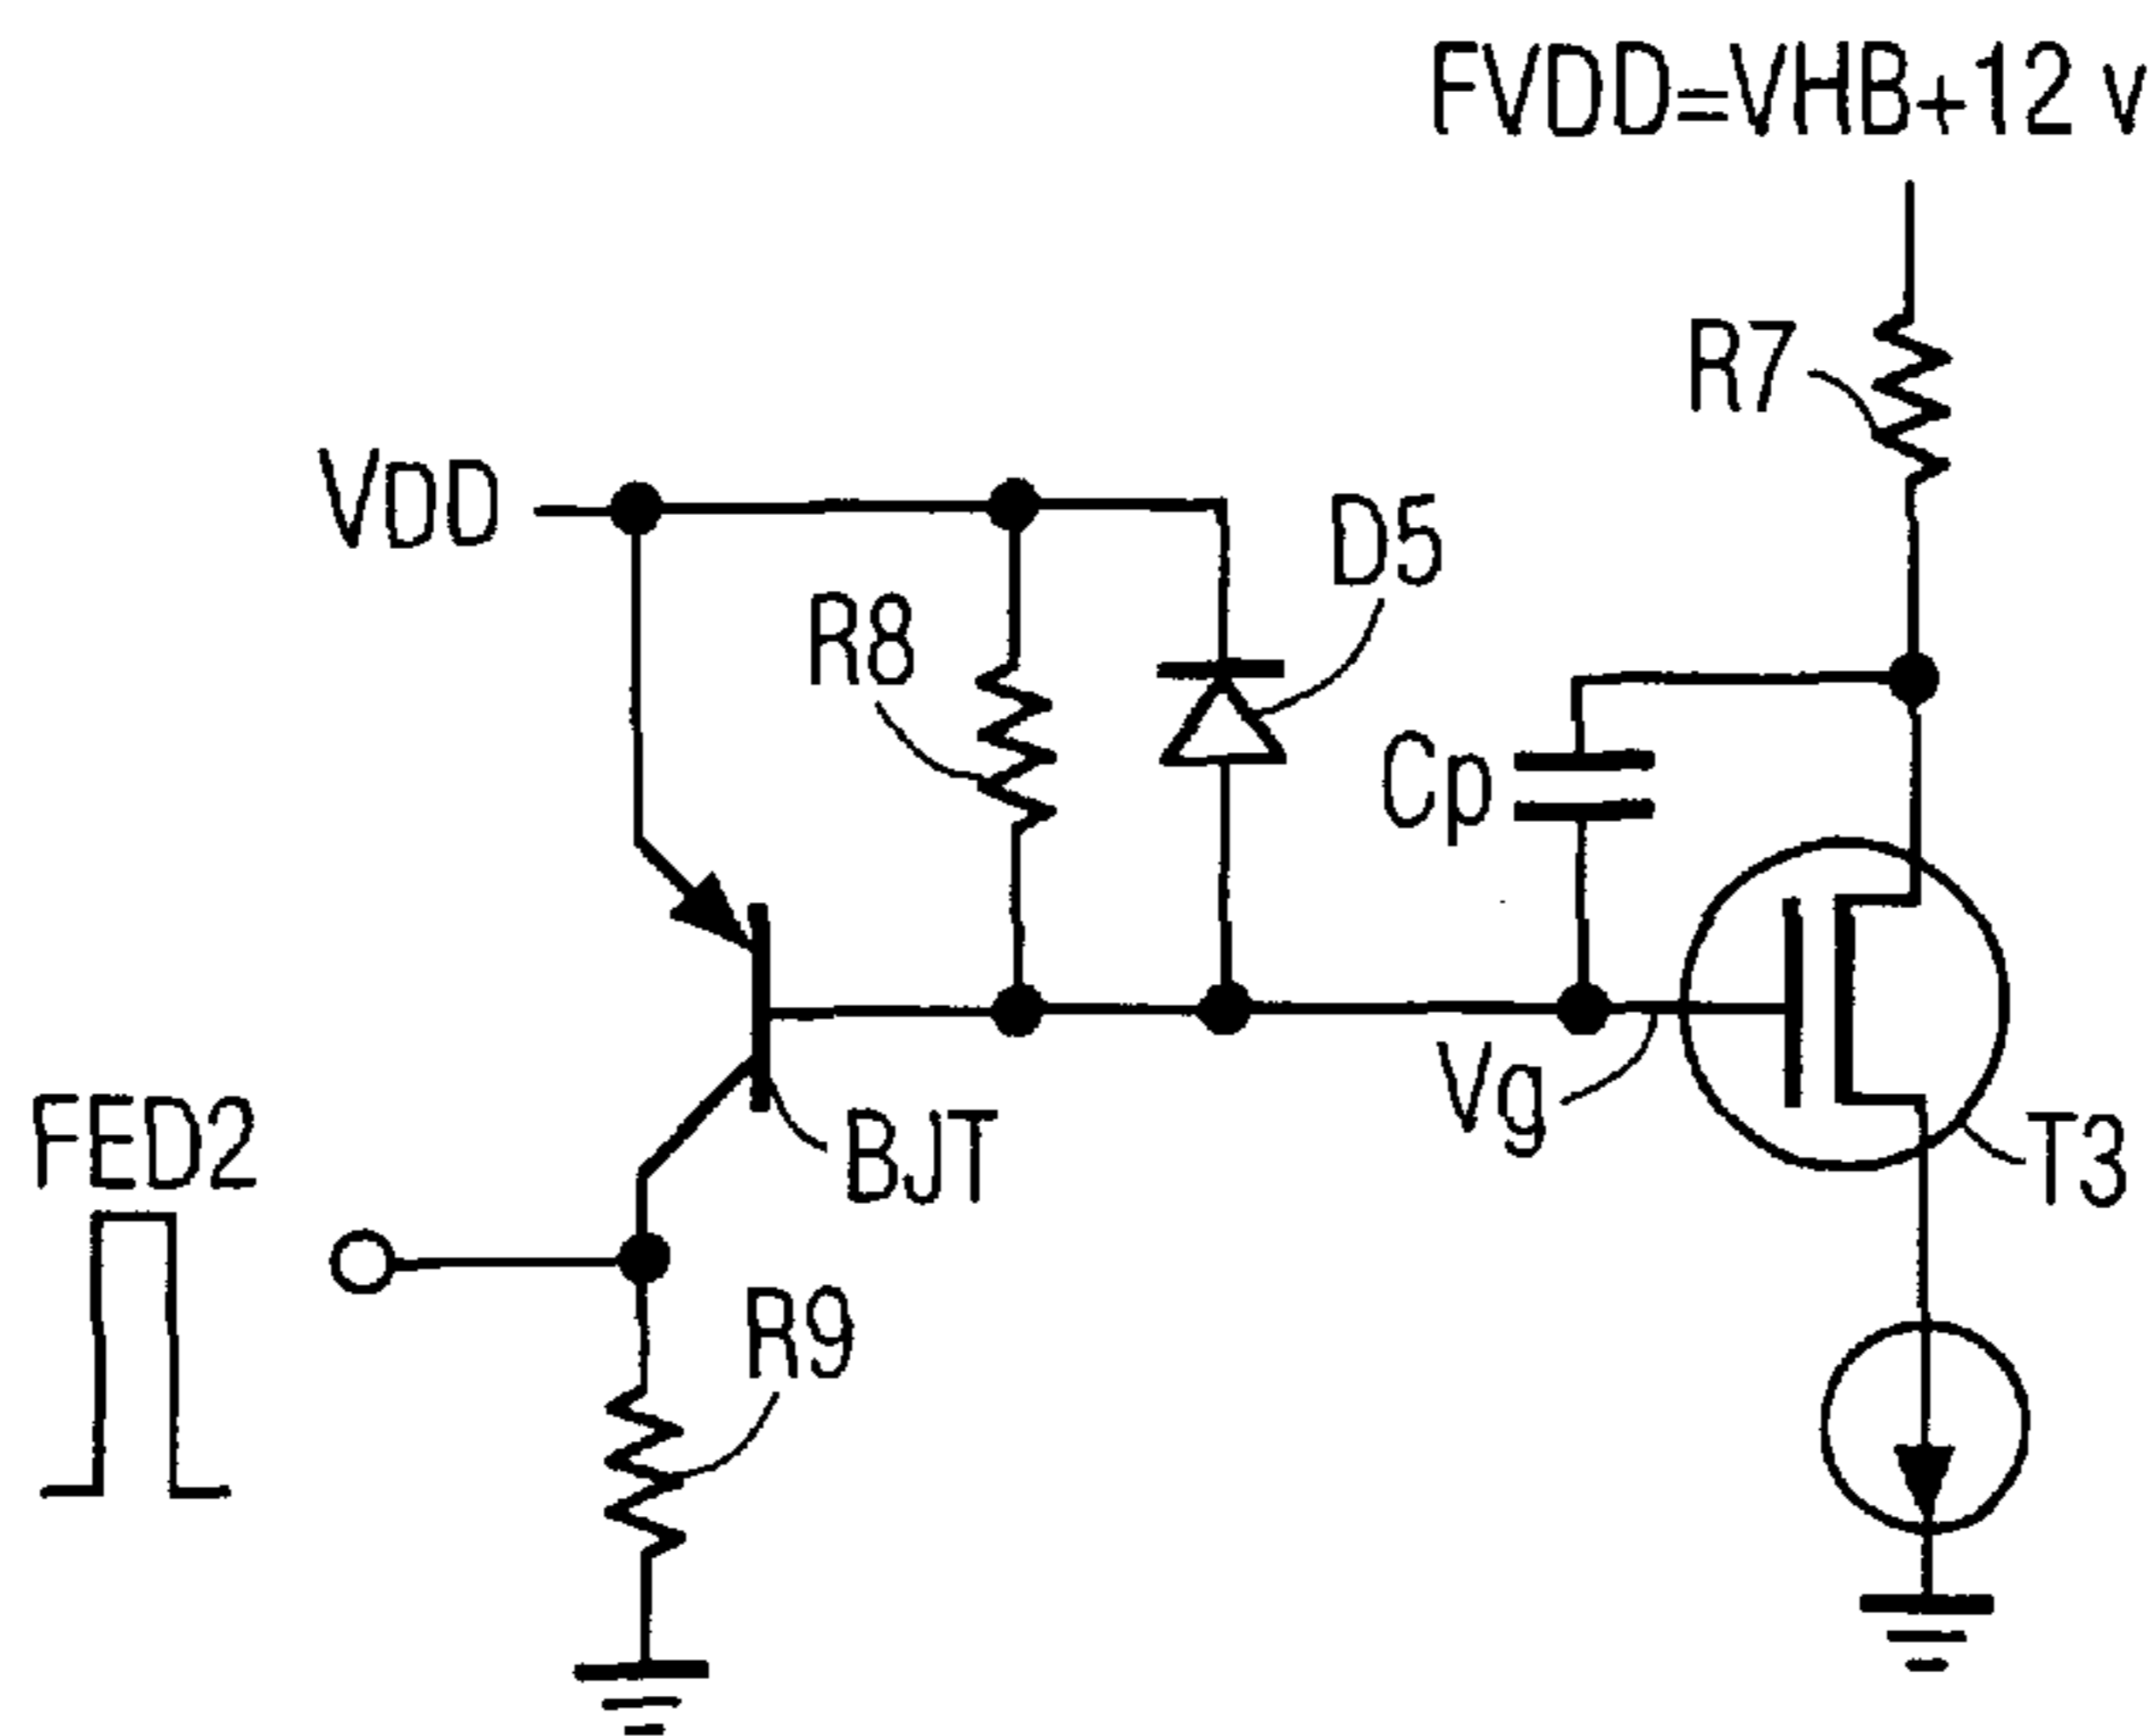 FVDD=VHB+12 v
R7
VDD
D5
R8
Cp
Vg
FED2
BJT
T3
R9